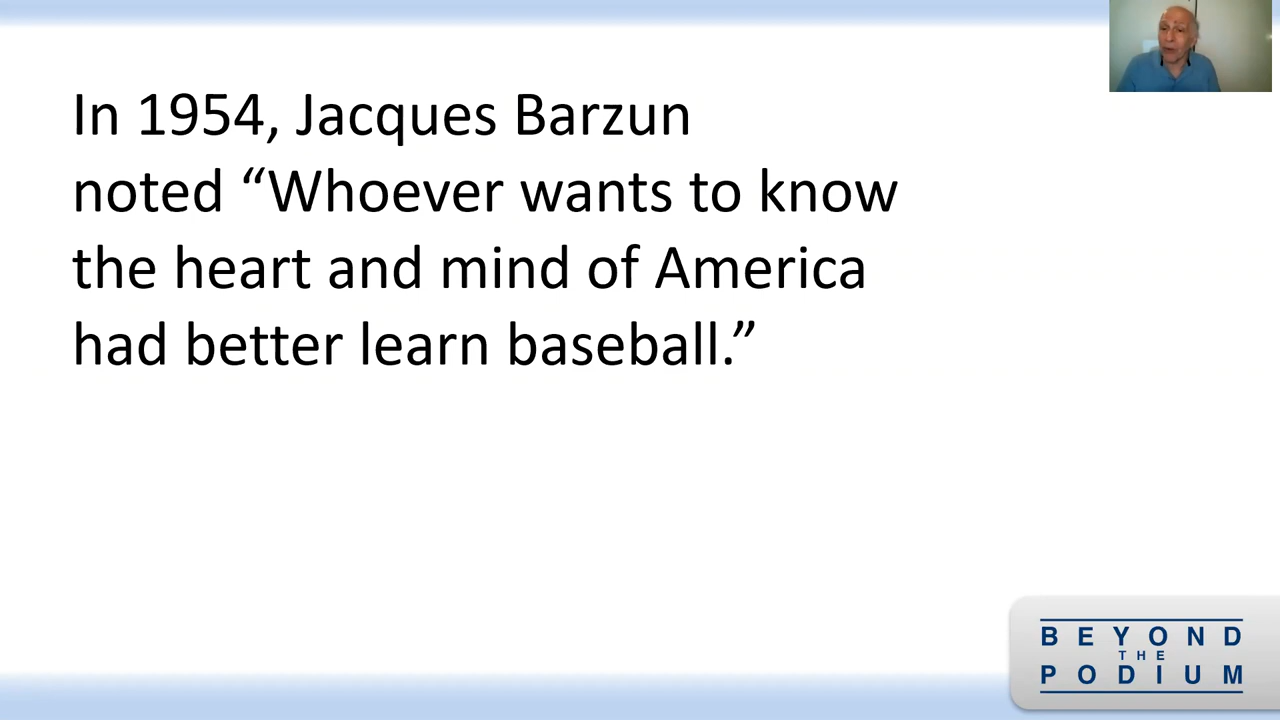 In 1954, Jacques Barzun
noted “Whoever wants to know
the heart and mind of America
had better learn baseball.”
BEYOND
THE
PODIUM